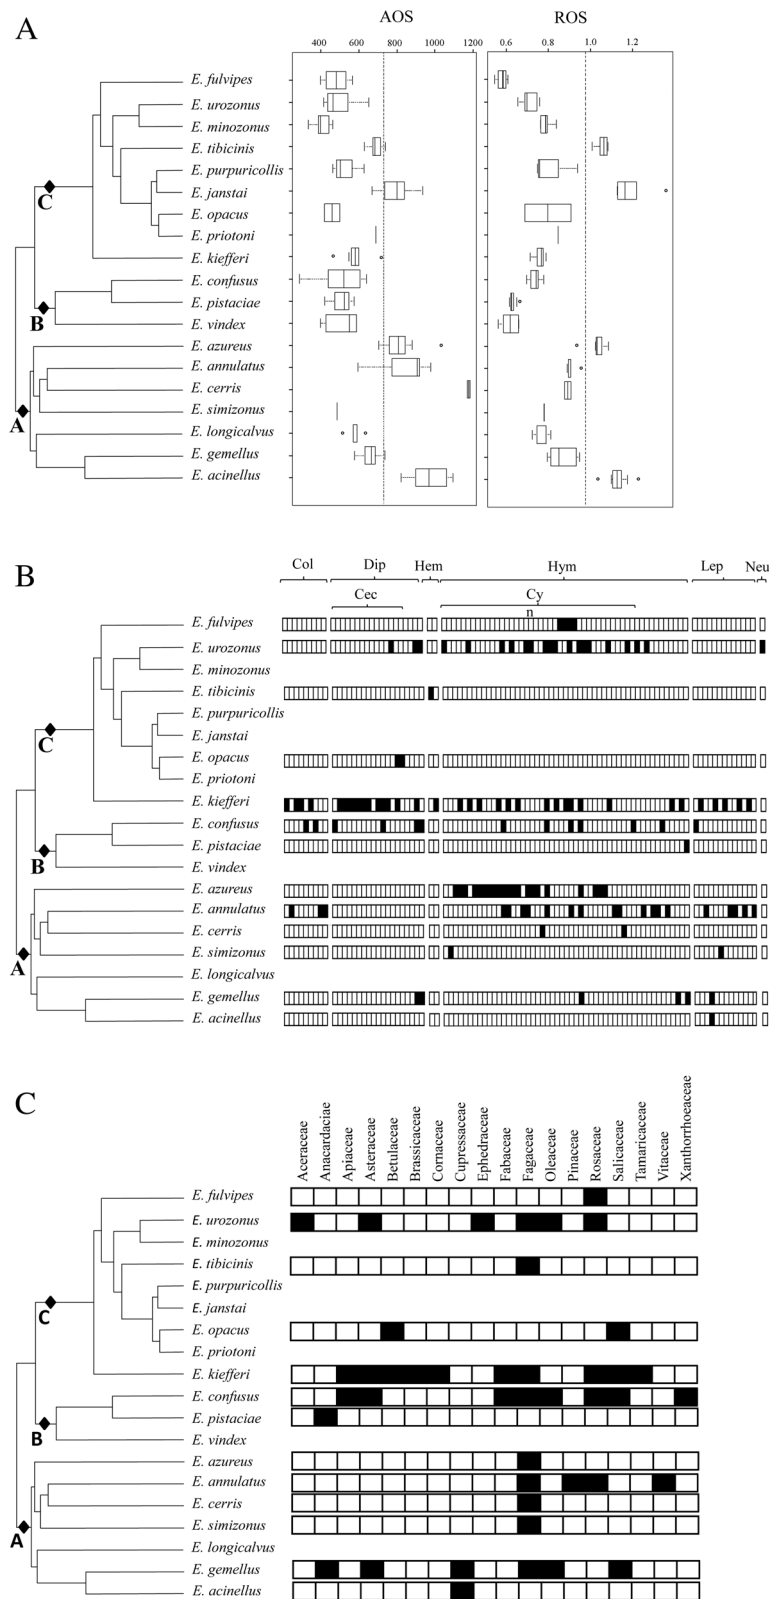 A
AOS
ROS
400 600 800 1000 1200
0.6 0.8 1.0 1.2
E. fulvipes
E. urozonus
E. minozonus
E. tibicinis
E. purpuricollis
E. janstai
C
E. opacus
E. priotoni
E. kiefferi
E. confusus
E. pistaciae
B
E. vindex
E. azureus
E. annulatus
E. cerris
E. simizonus
A
E. longicalvus
E. gemellus
E. acinellus
B
Col Dip Hem Hym Lep Neu
Cec Cy
n
E. fulvipes
E. urozonus
E. minozonus
E. tibicinis
E. purpuricollis
E. janstai
C
E. opacus
E. priotoni
E. kiefferi
E. confusus
E. pistaciae
B
E. vindex
E. azureus
E. annulatus
E. cerris
E. simizonus
A
E. longicalvus
E. gemellus
E. acinellus
C
Aceraceae
Anacardiaciae
Apiaceae
Asteraceae
Betulaceae
Brassicaceae
Cornaceae
Cupressaceae
Ephedraceae
Fabaceae
Fagaceae
Oleaceae
Pinaceae
Rosaceae
Salicaceae
Tamaricaceae
Vitaceae
Xanthorrhoeaceae
E. fulvipes
E. urozonus
E. minozonus
E. tibicinis
E. purpuricollis
E. janstai
C
E. opacus
E. priotoni
E. kiefferi
E. confusus
E. pistaciae
B
E. vindex
E. azureus
E. annulatus
E. cerris
E. simizonus
A
E. longicalvus
E. gemellus
E. acinellus